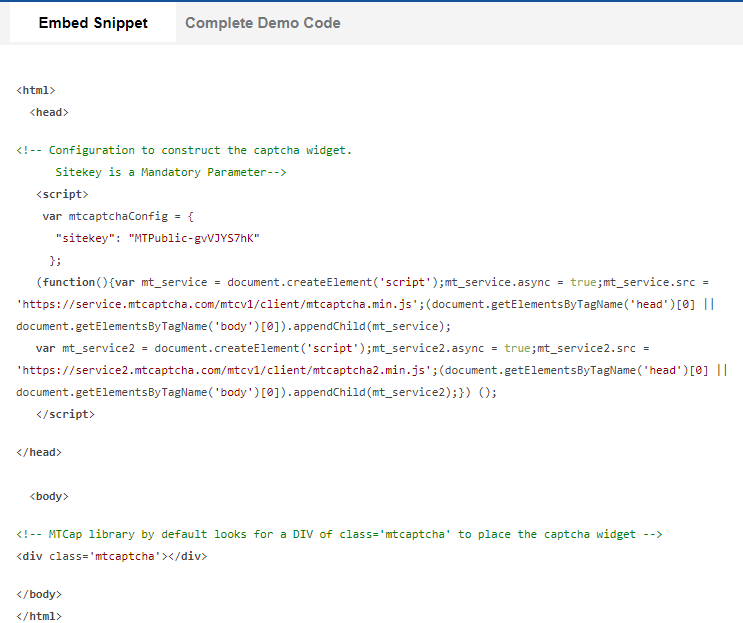 Embed Snippet Complete Demo Code
<html>
<head>
<!-- Configuration to construct the captcha widget.
Sitekey is a Mandatory Parameter-->
<script>
var mtcaptchaConfig = {
"sitekey": "MTPublic-gvVJYS7hK"
};
(function(){var mt_service = document.createElement('script');mt_service.async = true;mt_service.src =
'https://service.mtcaptcha.com/mtcv1/client/mtcaptcha.min.js';(document.getElementsByTagName('head')[0] ||
document.getElementsByTagName('body')[0]).appendChild(mt_service);
var mt_service2 = document.createElement('script');mt_service2.async = true;mt_service2.src =
'https://service2.mtcaptcha.com/mtcv1/client/mtcaptcha2.min.js';(document.getElementsByTagName('head')[0] ||
document.getElementsByTagName('body')[0]).appendChild(mt_service2);}) ();
</script>
</head>
<body>
<!-- MTCap library by default looks for a DIV of class='mtcaptcha' to place the captcha widget -->
<div class='mtcaptcha'></div>
</body>
</html>